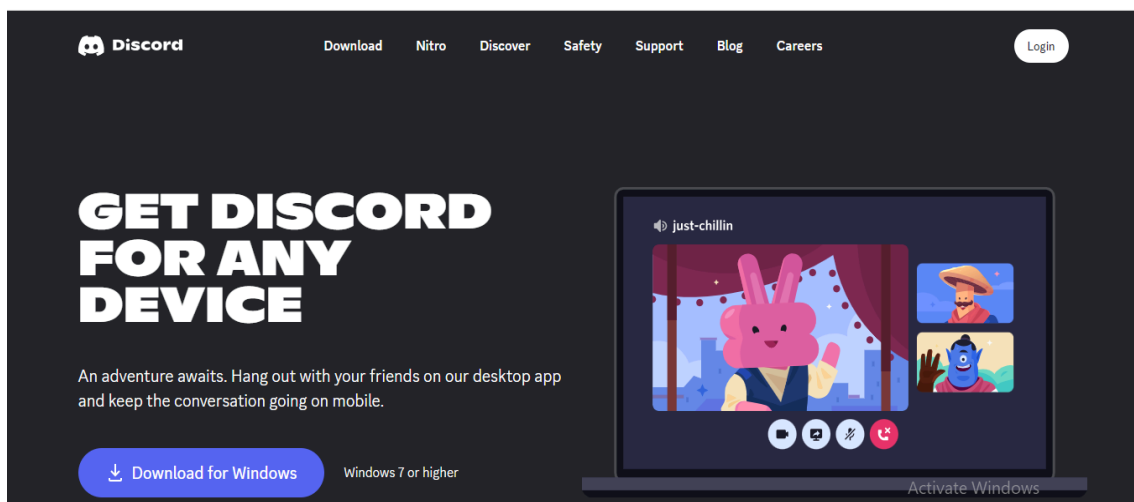 Discord
Download Nitro Discover Safety Support Blog Careers
Login
GET DISCORD
FOR ANY
DEVICE
An adventure awaits. Hang out with your friends on our desktop app
and keep the conversation going on mobile.
Download for Windows
Windows 7 or higher
just-chillin
Activate Windows